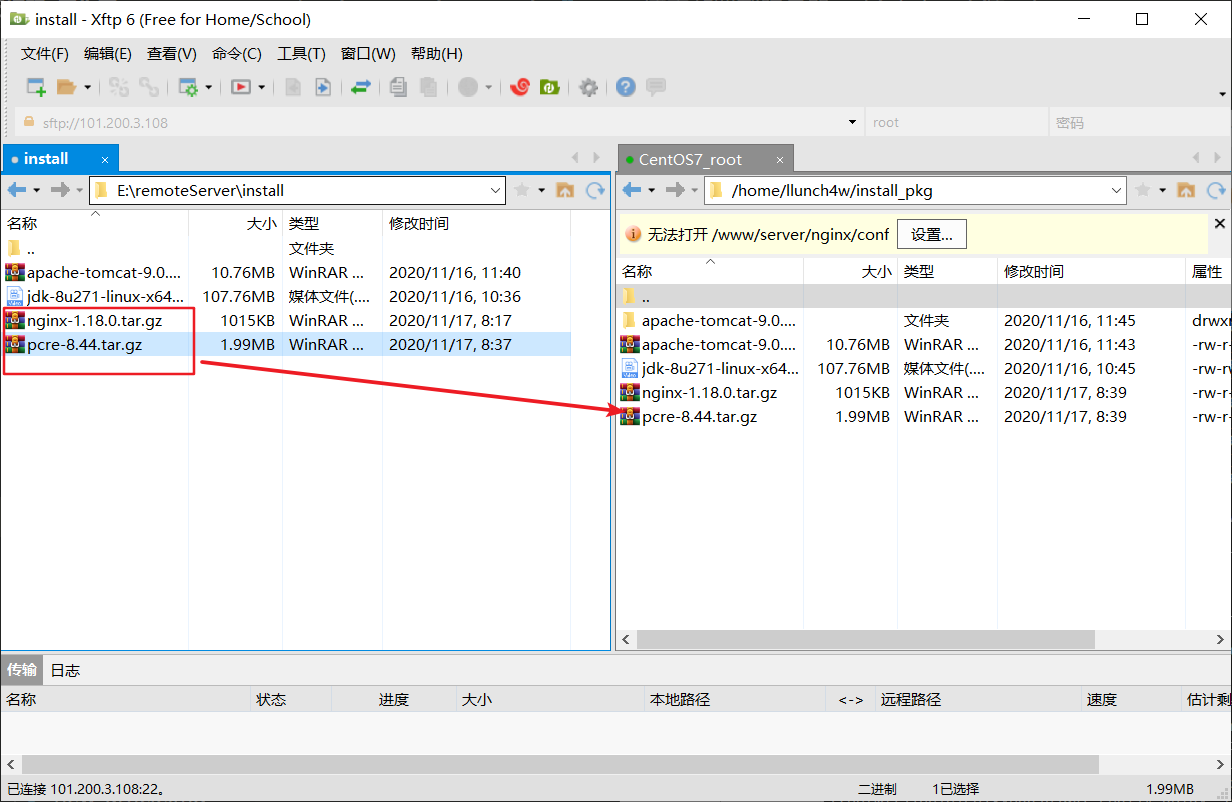 install - Xftp 6 (Free for Home/School)
文件(F) 编辑(E) 查看(V) 命令(C) 工具(T) 窗口(W) 帮助(H)
sftp://101.200.3.108 root 密码
install × CentOS7_root ×
E:\remoteServer\install /home/llunch4w/install_pkg
名称 大小 类型 修改时间
.. 文件夹
apache-tomcat-9.0.... 10.76MB WinRAR ... 2020/11/16, 11:40
jdk-8u271-linux-x64... 107.76MB 媒体文件(.... 2020/11/16, 10:36
nginx-1.18.0.tar.gz 1015KB WinRAR ... 2020/11/17, 8:17
pcre-8.44.tar.gz 1.99MB WinRAR ... 2020/11/17, 8:37
无法打开 /www/server/nginx/conf 设置...
名称 大小 类型 修改时间 属性
..
apache-tomcat-9.0.... 文件夹 2020/11/16, 11:45 drwxr
apache-tomcat-9.0.... 10.76MB WinRAR ... 2020/11/16, 11:43 -rw-r-
jdk-8u271-linux-x64... 107.76MB 媒体文件(.... 2020/11/16, 10:45 -rw-r-
nginx-1.18.0.tar.gz 1015KB WinRAR ... 2020/11/17, 8:39 -rw-r-
pcre-8.44.tar.gz 1.99MB WinRAR ... 2020/11/17, 8:39 -rw-r-
传输 日志
名称 状态 进度 大小 本地路径 <-> 远程路径 速度 估计剩
已连接 101.200.3.108:22。 二进制 1已选择 1.99MB